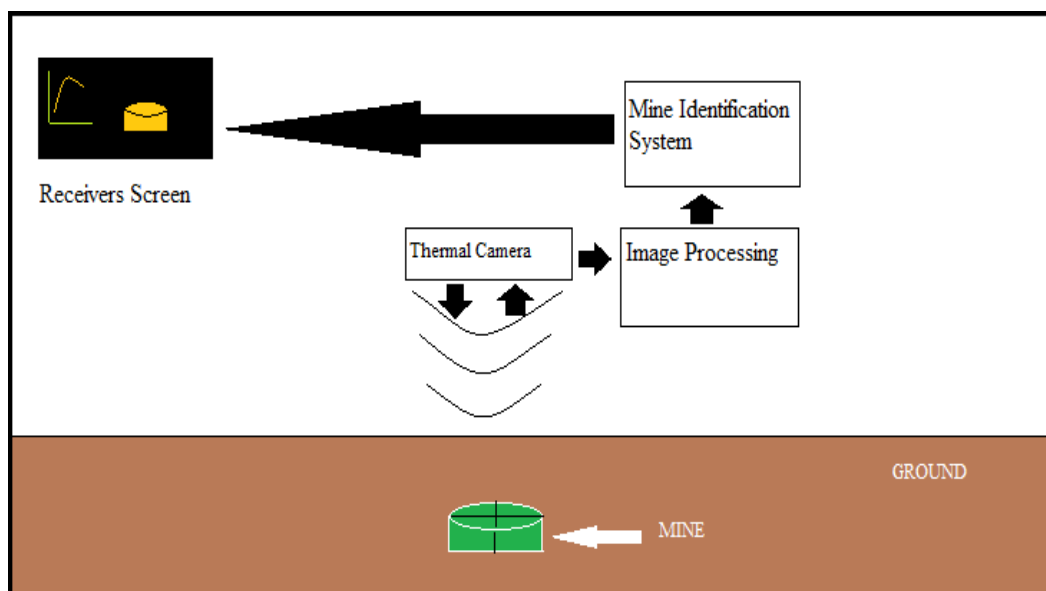 Mine Identification
System
Receivers Screen
Thermal Camera
Image Processing
GROUND
MINE